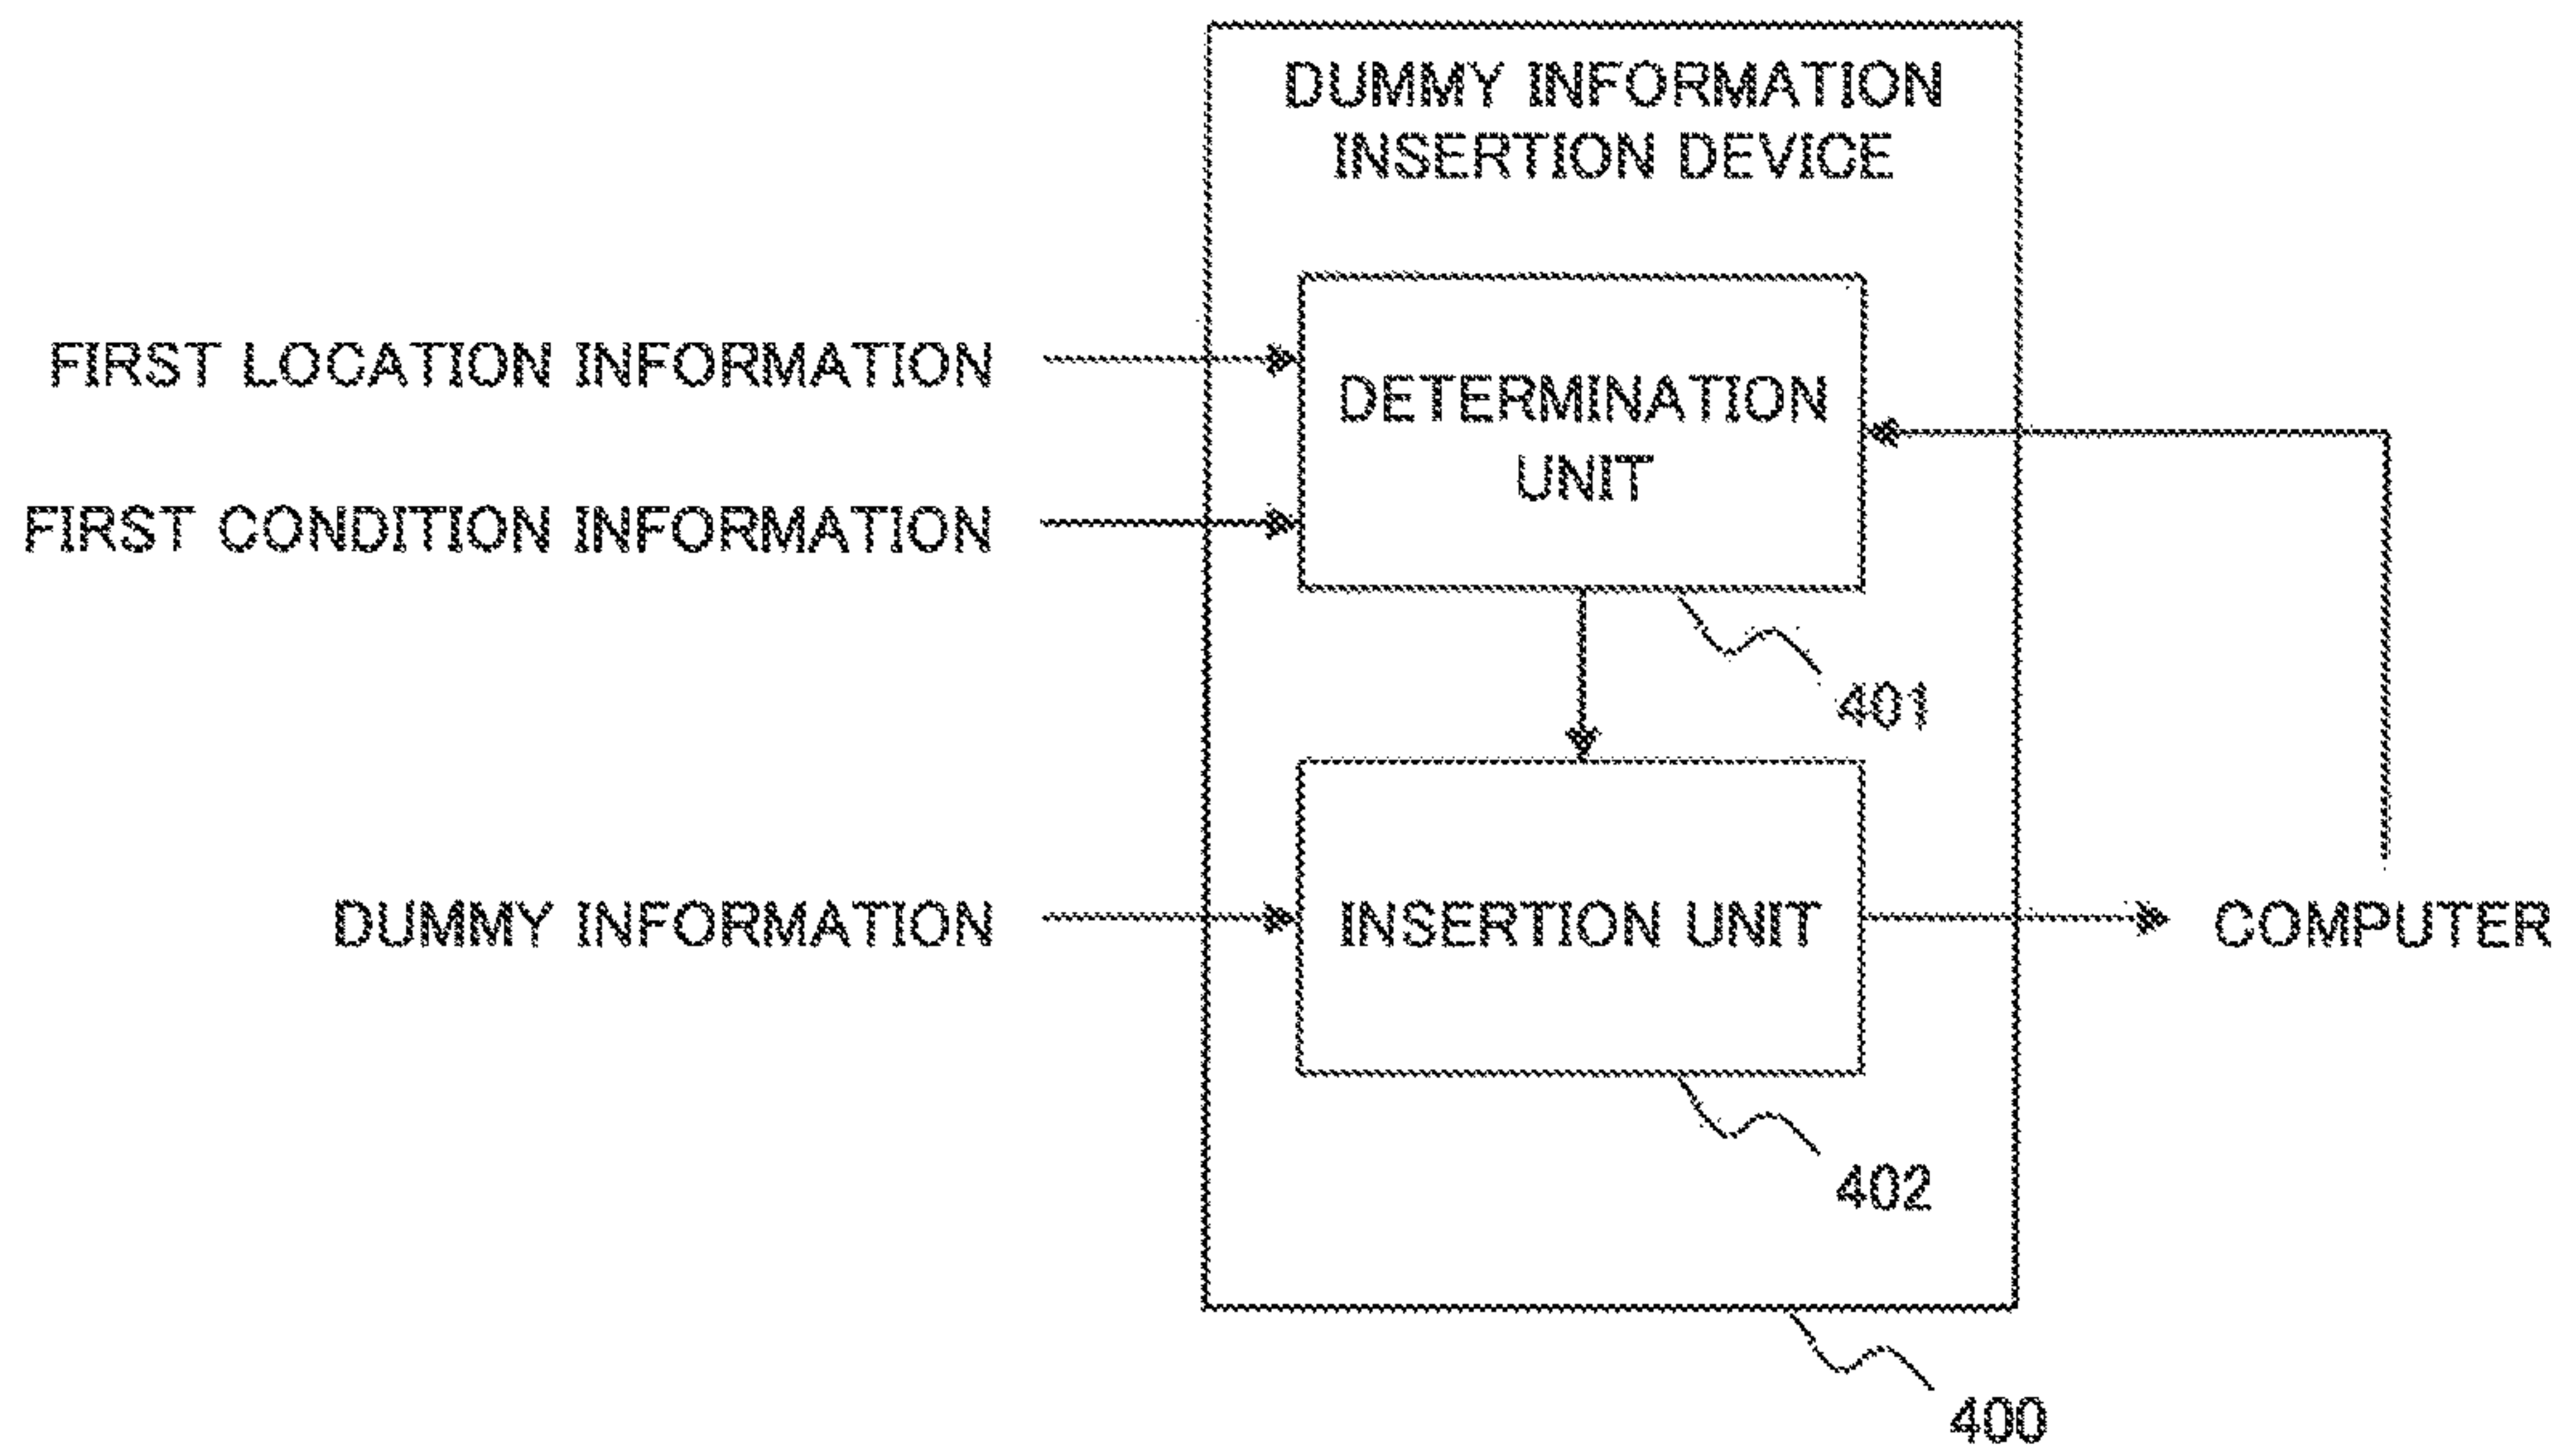 DUMMY INFORMATION
INSERTION DEVICE
FIRST LOCATION INFORMATION
DETERMINATION
UNIT
FIRST CONDITION INFORMATION
401
DUMMY INFORMATION
INSERTION UNIT
COMPUTER
402
400